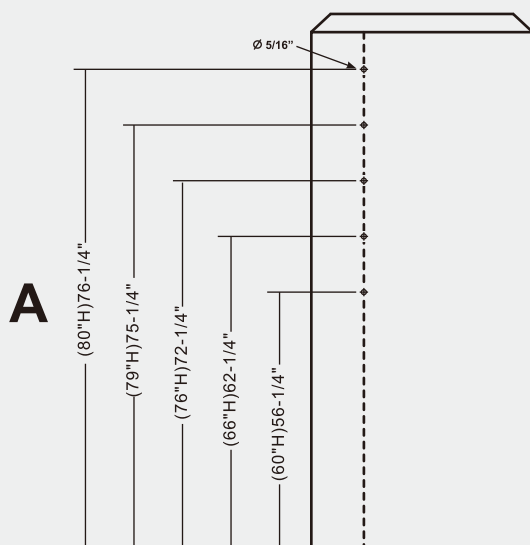 Ø 5/16”
A
(80"H)76-1/4"
(79"H)75-1/4"
(76"H)72-1/4"
(66"H)62-1/4"
(60"H)56-1/4"